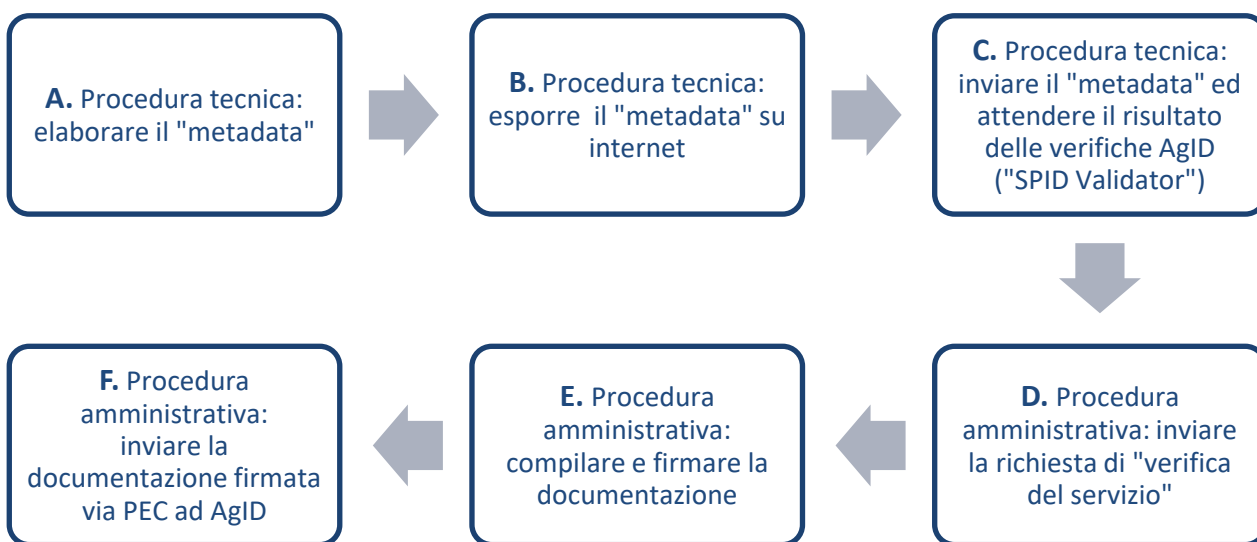 A. Procedura tecnica:
elaborare il "metadata"
B. Procedura tecnica:
esporre il "metadata" su
internet
C. Procedura tecnica:
inviare il "metadata" ed
attendere il risultato
delle verifiche AgID
("SPID Validator")
D. Procedura
amministrativa: inviare
la richiesta di "verifica
del servizio"
E. Procedura
amministrativa:
compilare e firmare la
documentazione
F. Procedura
amministrativa:
inviare la
documentazione firmata
via PEC ad AgID